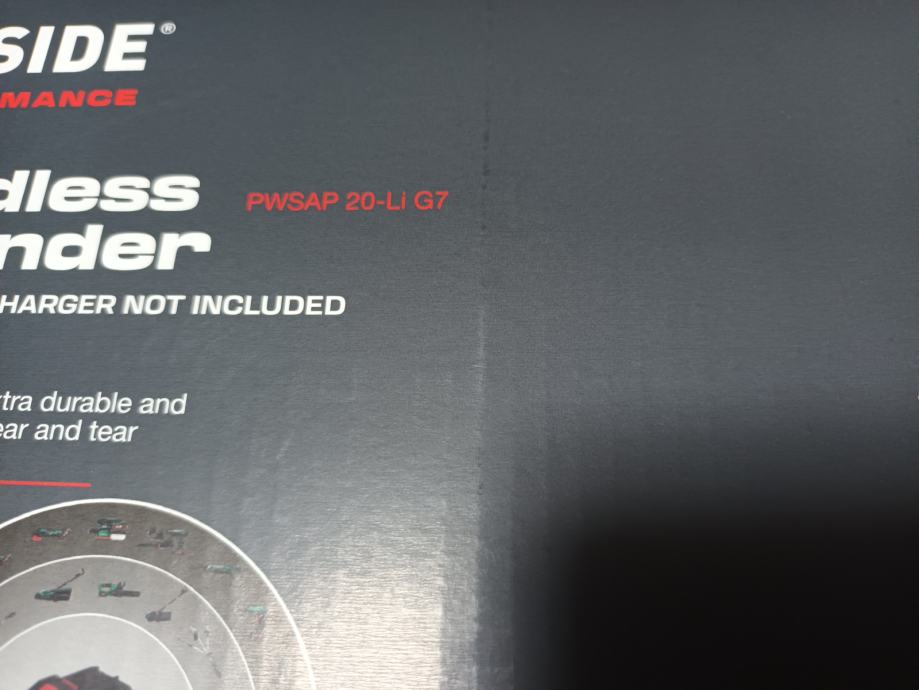 SIDE®
MANCE
dless
PWSAP 20-Li G7
nder
HARGER NOT INCLUDED
tra durable and
ear and tear